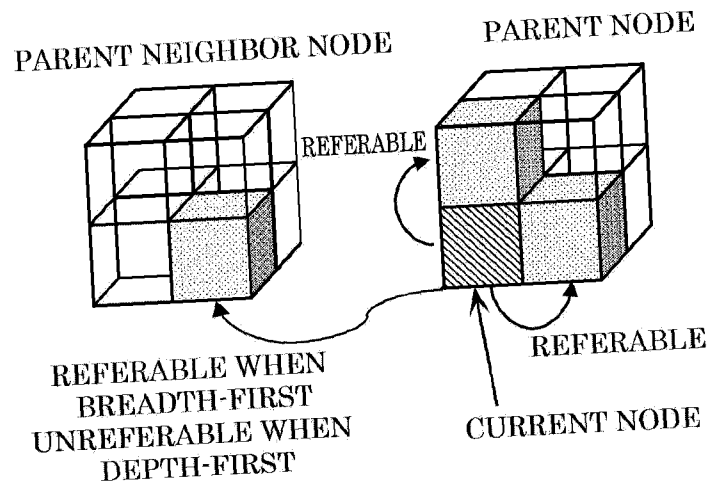 PARENT NEIGHBOR NODE
PARENT NODE
REFERABLE
REFERABLE
REFERABLE WHEN
BREADTH-FIRST
UNREFERABLE WHEN
DEPTH-FIRST
CURRENT NODE